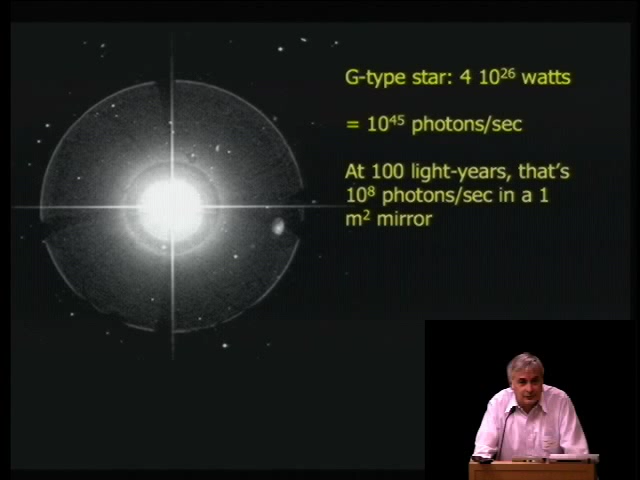 G-type star: 4 10²⁶ watts
= 10⁴⁵ photons/sec
At 100 light-years, that's
10⁸ photons/sec in a 1
m² mirror